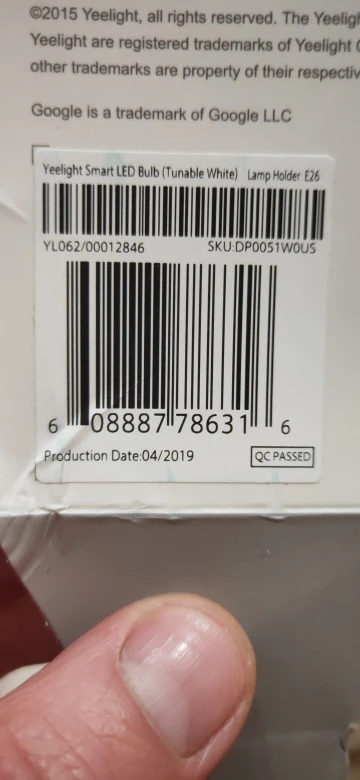 ©2015 Yeelight, all rights reserved. The
Yeelight are registered trademarks of Yeelight
other trademarks are property of their
Google is a trademark of Google LLC
Yeelight Smart LED Bulb (Tunable White) Lamp Holder: E26
YL062/00012846 SKU:DP0051W0US
6 08887 78631 6
Production Date:04/2019 QC PASSED